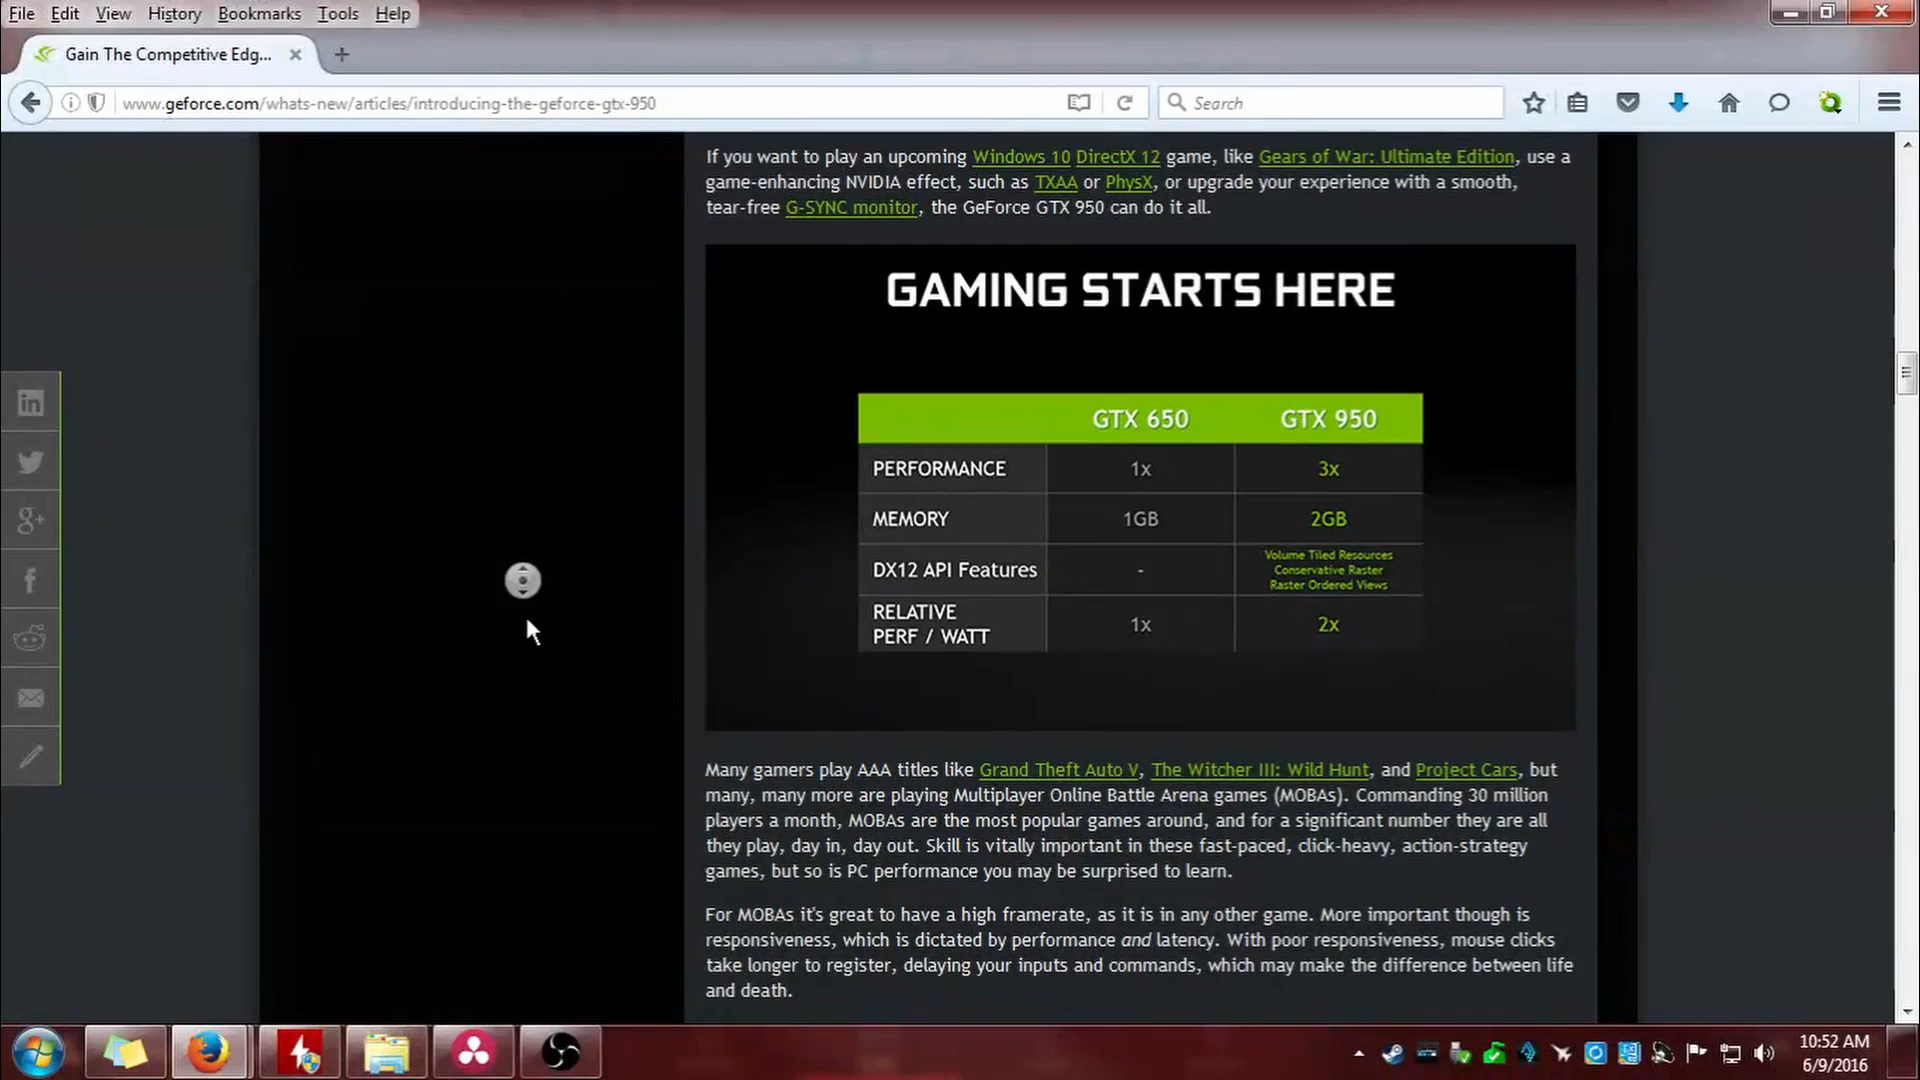 File Edit View History Bookmarks Tools Help
Gain The Competitive Edg...
www.geforce.com/whats-new/articles/introducing-the-geforce-gtx-950
Search
If you want to play an upcoming Windows 10 DirectX 12 game, like Gears of War: Ultimate Edition, use a
game-enhancing NVIDIA effect, such as TXAA or PhysX, or upgrade your experience with a smooth,
tear-free G-SYNC monitor, the GeForce GTX 950 can do it all.
GAMING STARTS HERE
GTX 650 GTX 950
PERFORMANCE 1x 3x
MEMORY 1GB 2GB
DX12 API Features - Volume Tiled Resources
Conservative Raster
Raster Ordered Views
RELATIVE
PERF / WATT 1x 2x
Many gamers play AAA titles like Grand Theft Auto V, The Witcher III: Wild Hunt, and Project Cars, but
many, many more are playing Multiplayer Online Battle Arena games (MOBAs). Commanding 30 million
players a month, MOBAs are the most popular games around, and for a significant number they are all
they play, day in, day out. Skill is vitally important in these fast-paced, click-heavy, action-strategy
games, but so is PC performance you may be surprised to learn.
For MOBAs it's great to have a high framerate, as it is in any other game. More important though is
responsiveness, which is dictated by performance and latency. With poor responsiveness, mouse clicks
take longer to register, delaying your inputs and commands, which may make the difference between life
and death.
in
g+
f
10:52 AM
6/9/2016